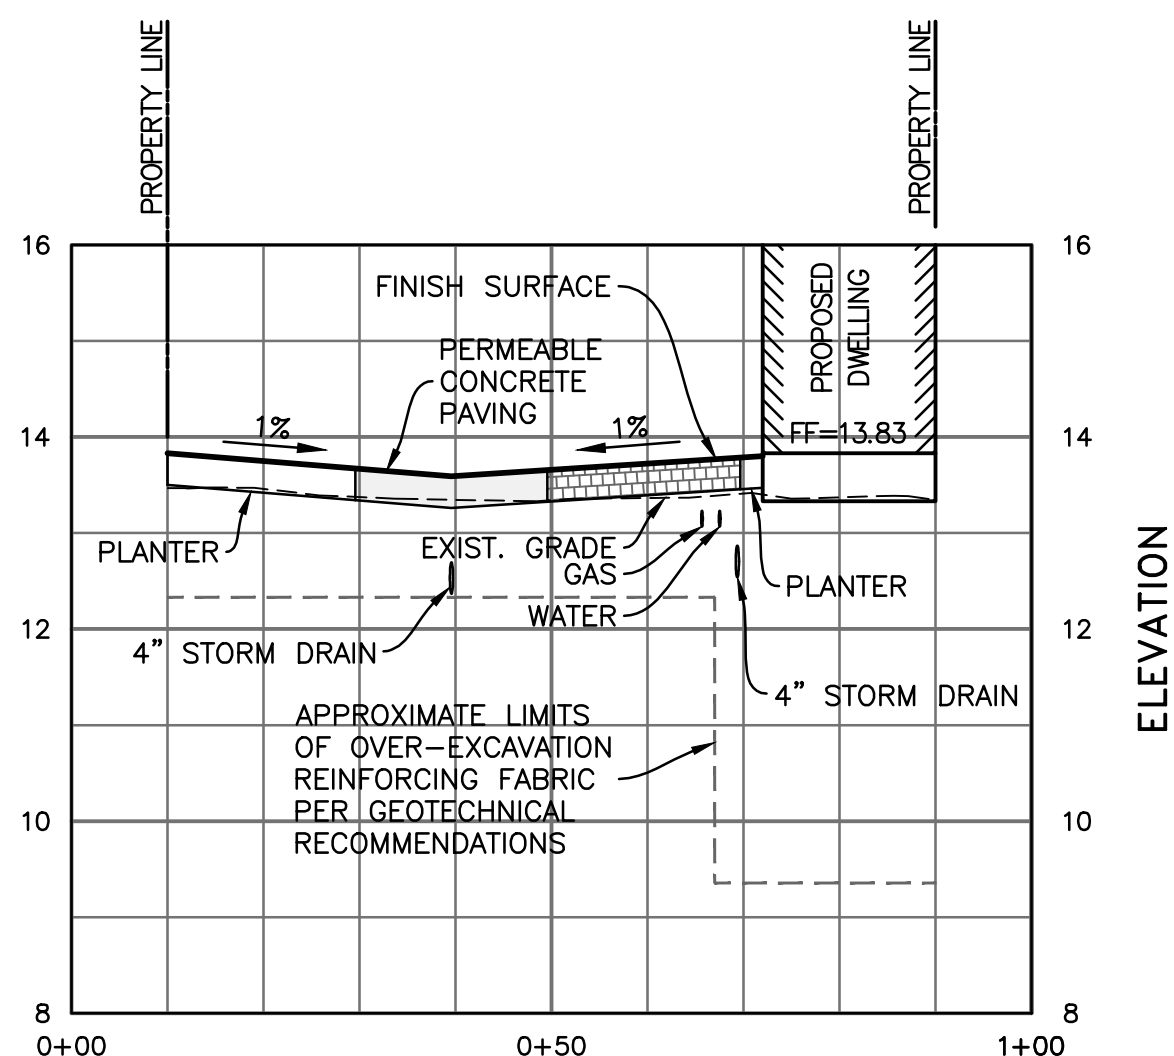 PROPERTY LINE
PROPERTY LINE
16
16
FINISH SURFACE
PROPOSED
DWELLING
PERMEABLE
CONCRETE
PAVING
1%
1%
14
FF=13.83
14
PLANTER
EXIST. GRADE
GAS
PLANTER
WATER
12
12
4" STORM DRAIN
4" STORM DRAIN
ELEVATION
APPROXIMATE LIMITS
OF OVER-EXCAVATION
REINFORCING FABRIC
PER GEOTECHNICAL
RECOMMENDATIONS
10
10
8
8
0+00
0+50
1+00